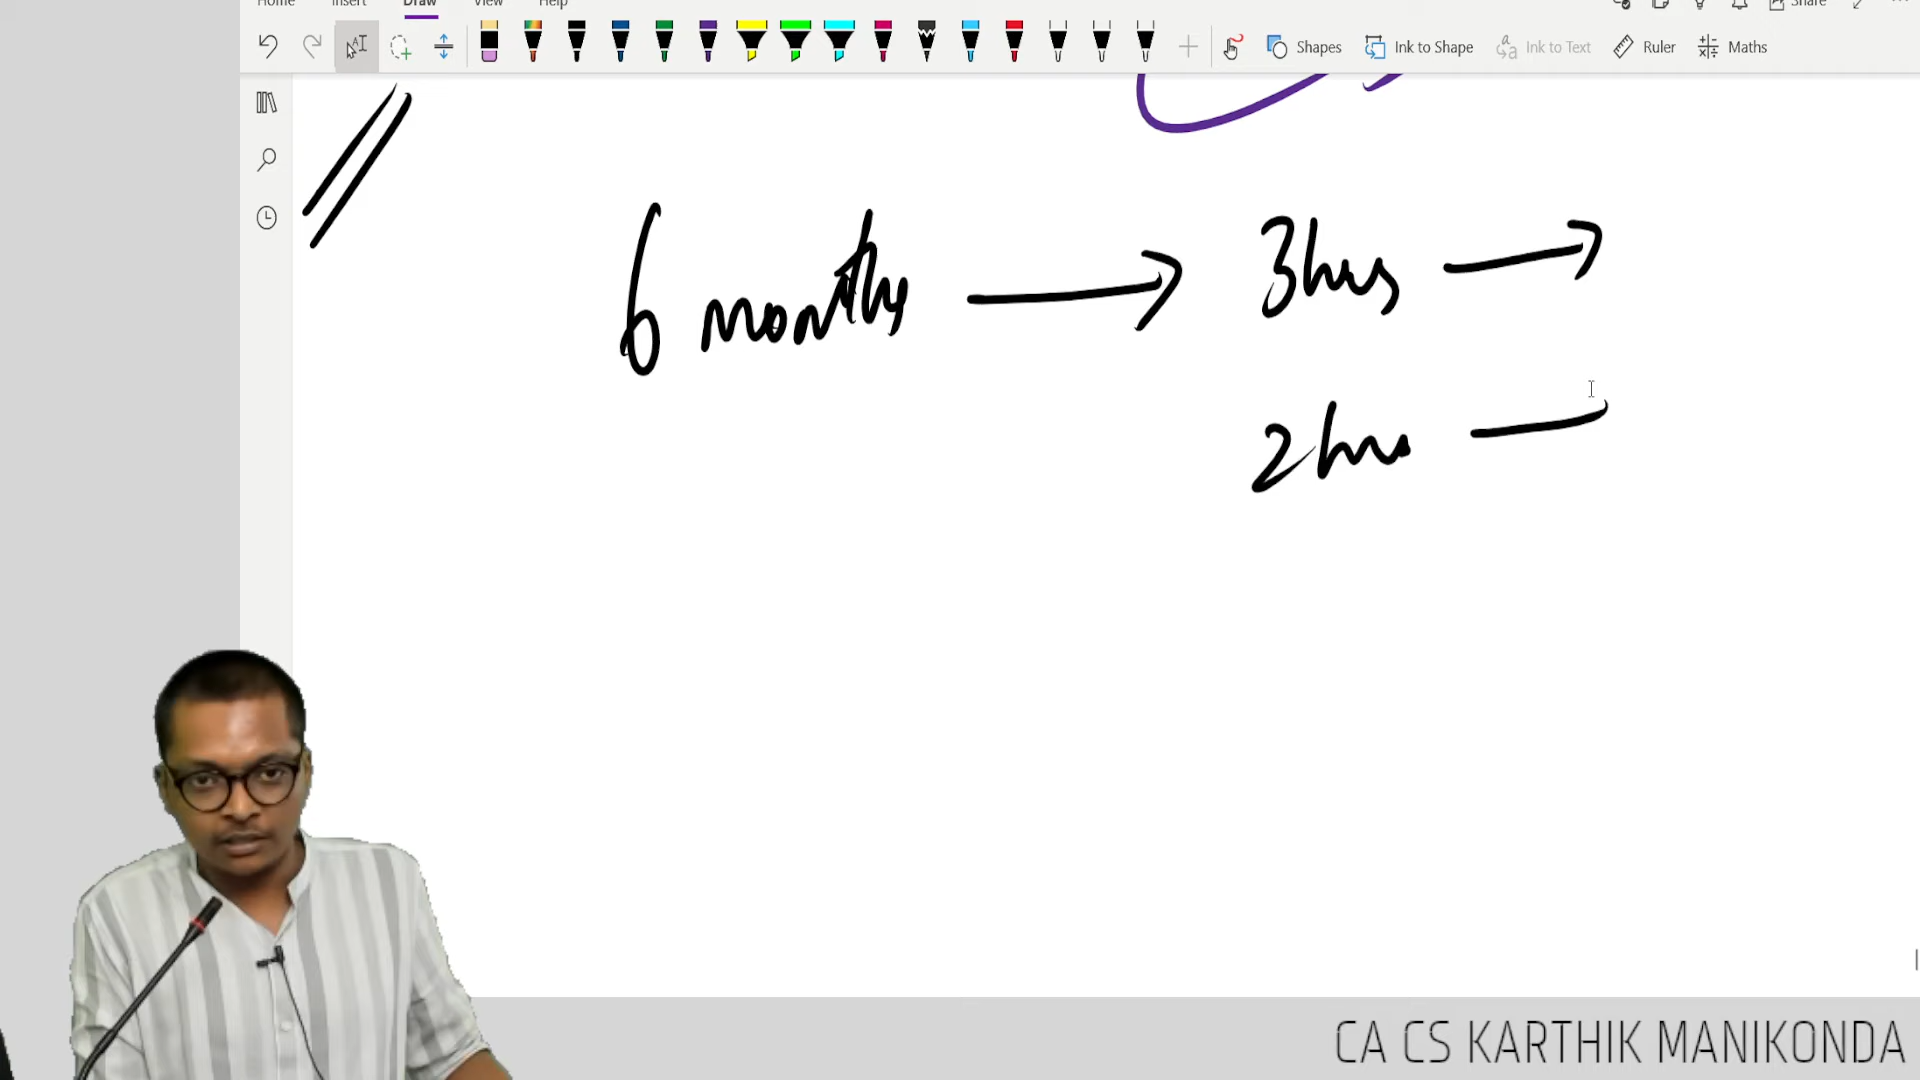 Home Insert Draw View Help Share
Shapes Ink to Shape Ink to Text Ruler Maths
6 months → 3hrs →
2hrs
CA CS KARTHIK MANIKONDA